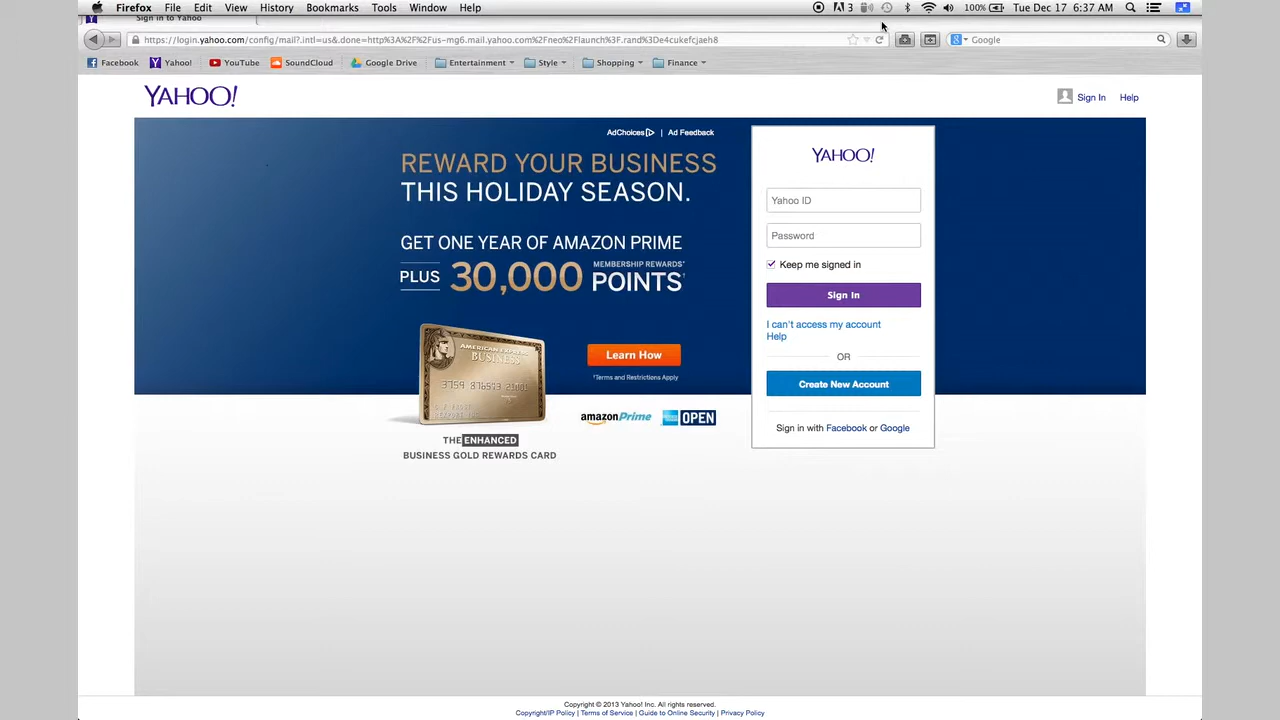 Firefox File Edit View History Bookmarks Tools Window Help
3 100% Tue Dec 17 6:37 AM
Sign in to Yahoo
https://login.yahoo.com/config/mail?.intl=us&.done=http%3A%2F%2Fus-mg6.mail.yahoo.com%2Fneo%2Flaunch%3F.rand%3De4cukefcjaeh8
Google
Facebook Yahoo! YouTube SoundCloud Google Drive Entertainment Style Shopping Finance
YAHOO!
Sign In Help
AdChoices | Ad Feedback
REWARD YOUR BUSINESS
THIS HOLIDAY SEASON.
GET ONE YEAR OF AMAZON PRIME
PLUS 30,000 MEMBERSHIP REWARDS®
POINTS†
AMERICAN EXPRESS
BUSINESS
Learn How
†Terms and Restrictions Apply
amazonPrime OPEN
THE ENHANCED
BUSINESS GOLD REWARDS CARD
YAHOO!
Yahoo ID
Password
Keep me signed in
Sign In
I can't access my account
Help
OR
Create New Account
Sign in with Facebook or Google
Copyright © 2013 Yahoo! Inc. All rights reserved.
Copyright/IP Policy | Terms of Service | Guide to Online Security | Privacy Policy